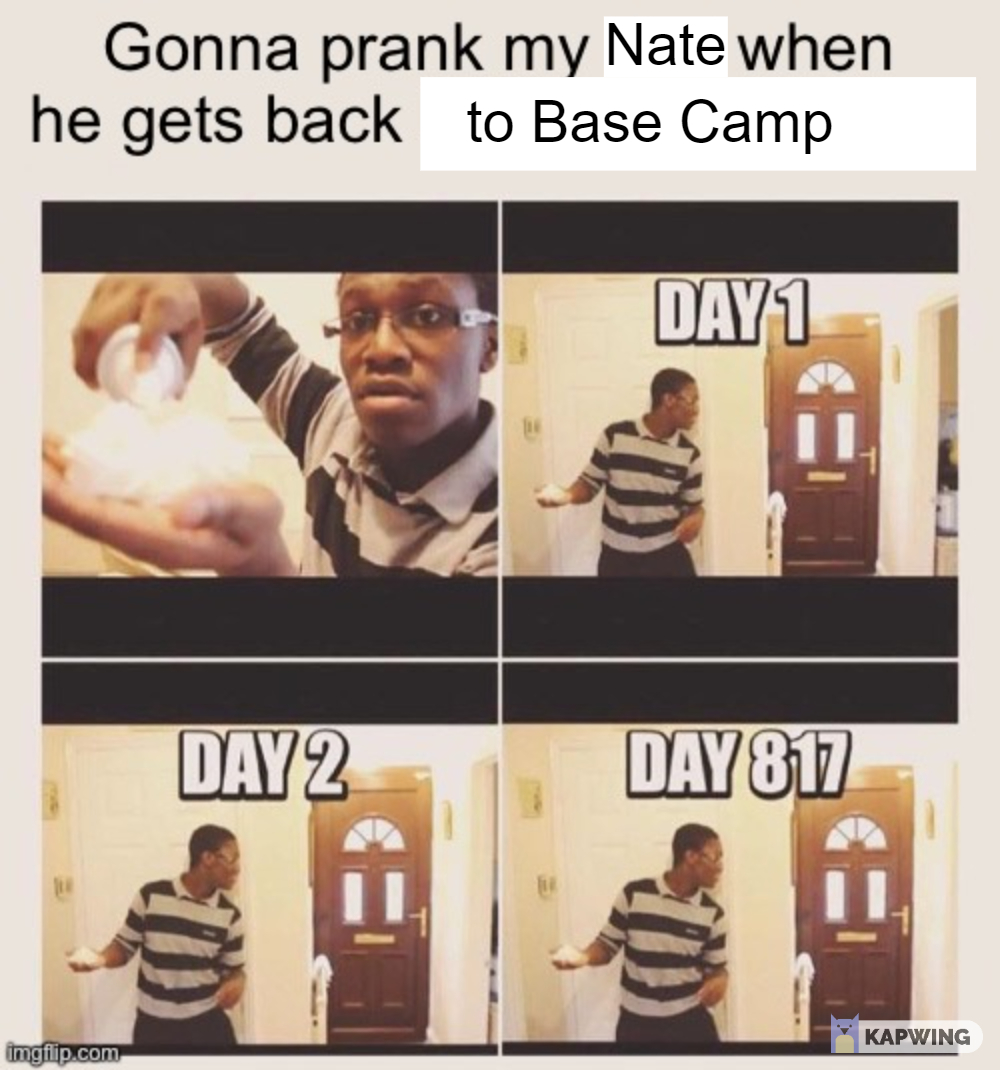 Gonna prank my Nate when
he gets back to Base Camp
DAY 1
DAY 2
DAY 817
imgflip.com
KAPWING